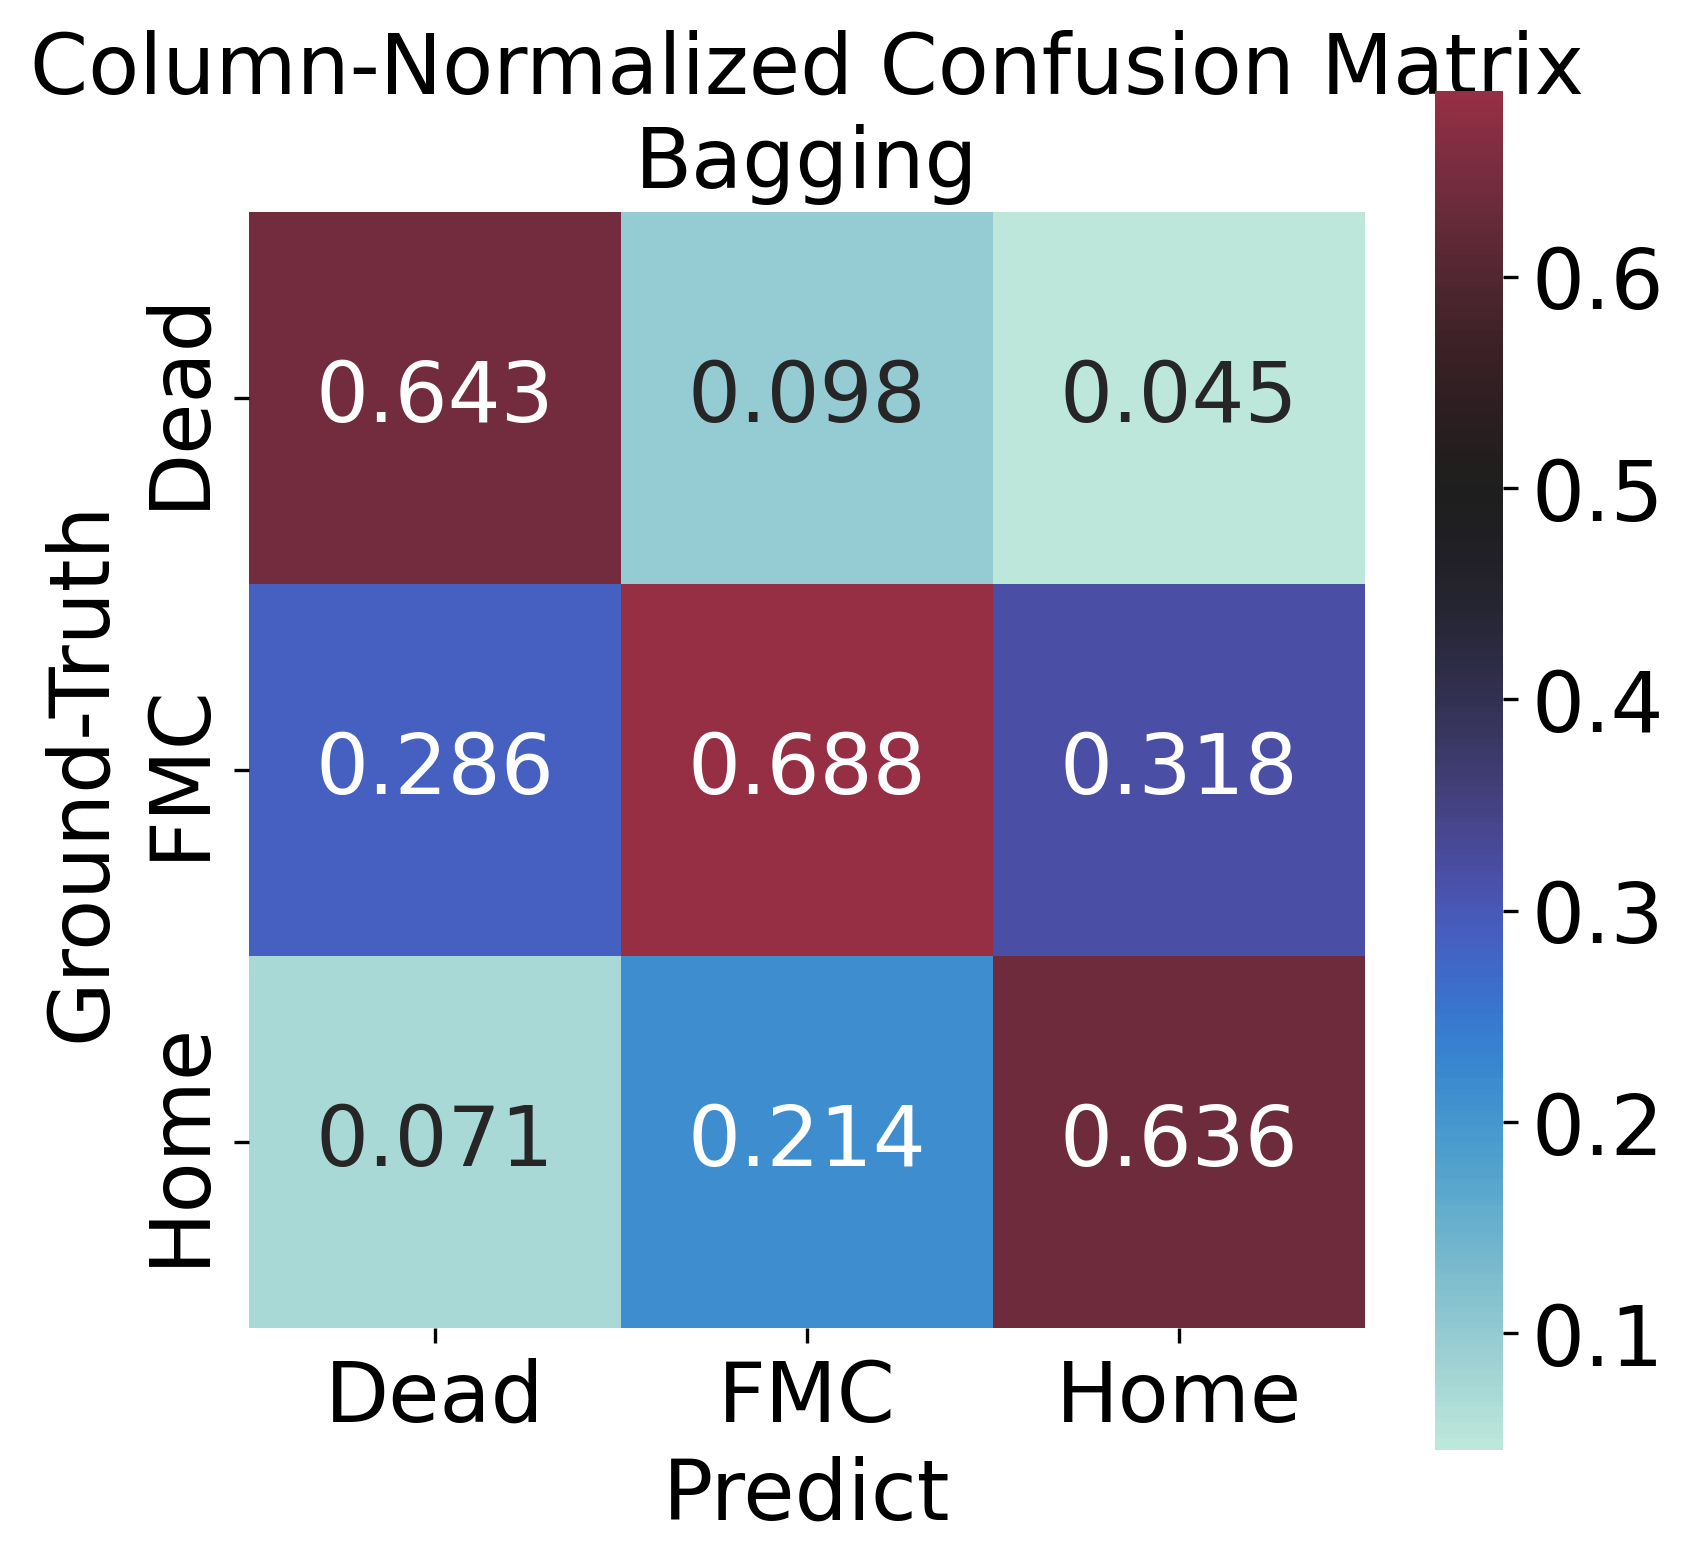 Column-Normalized Confusion Matrix
Bagging
Ground-Truth
Dead
0.643 0.098 0.045
FMC
0.286 0.688 0.318
Home
0.071 0.214 0.636
Dead FMC Home
Predict
0.6
0.5
0.4
0.3
0.2
0.1